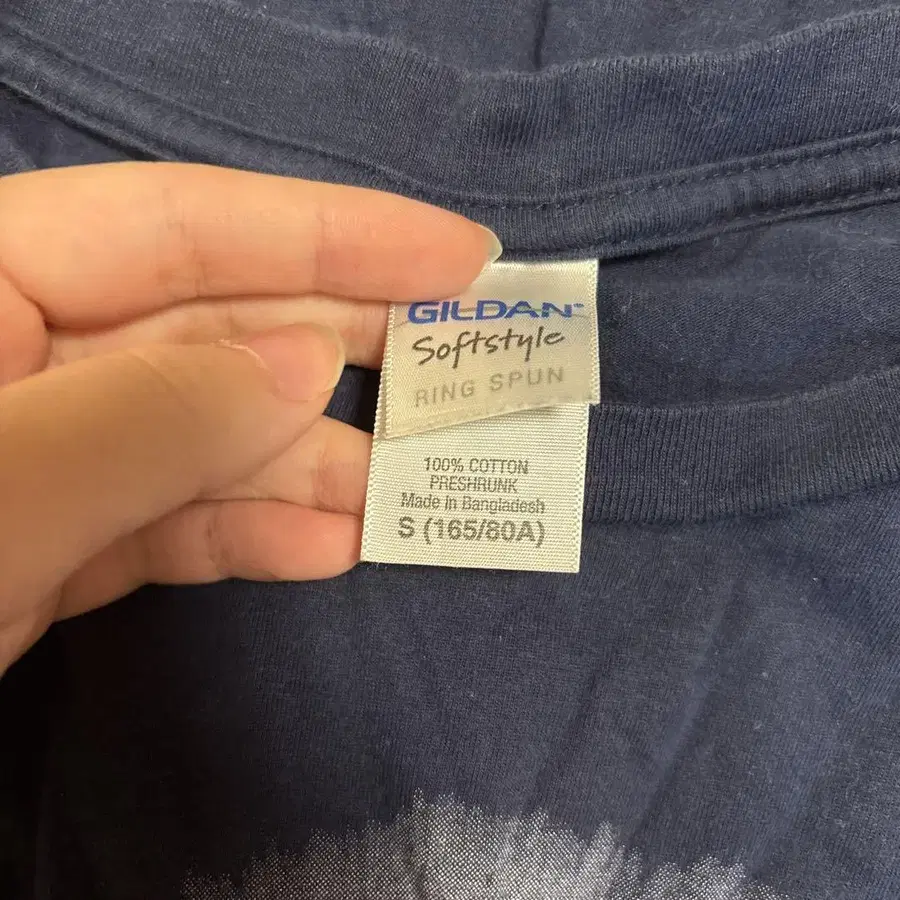 GILDAN
Softstyle
RING SPUN
100% COTTON
PRESHRUNK
Made in Bangladesh
S (165/80A)